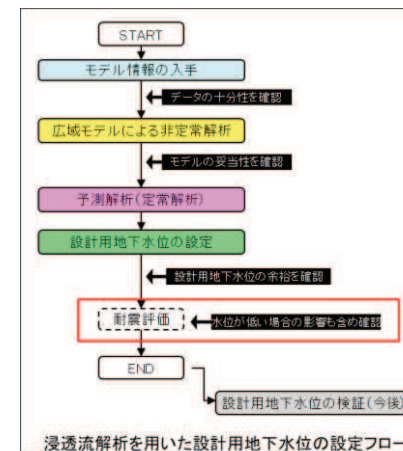 START
モデル情報の入手
データの十分性を確認
広域モデルによる非定常解析
モデルの妥当性を確認
予測解析(定常解析)
設計用地下水位の設定
設計用地下水位の余裕を確認
耐震評価
水位が低い場合の影響も含め確認
END
設計用地下水位の検証(今後)
浸透流解析を用いた設計用地下水位の設定フロー